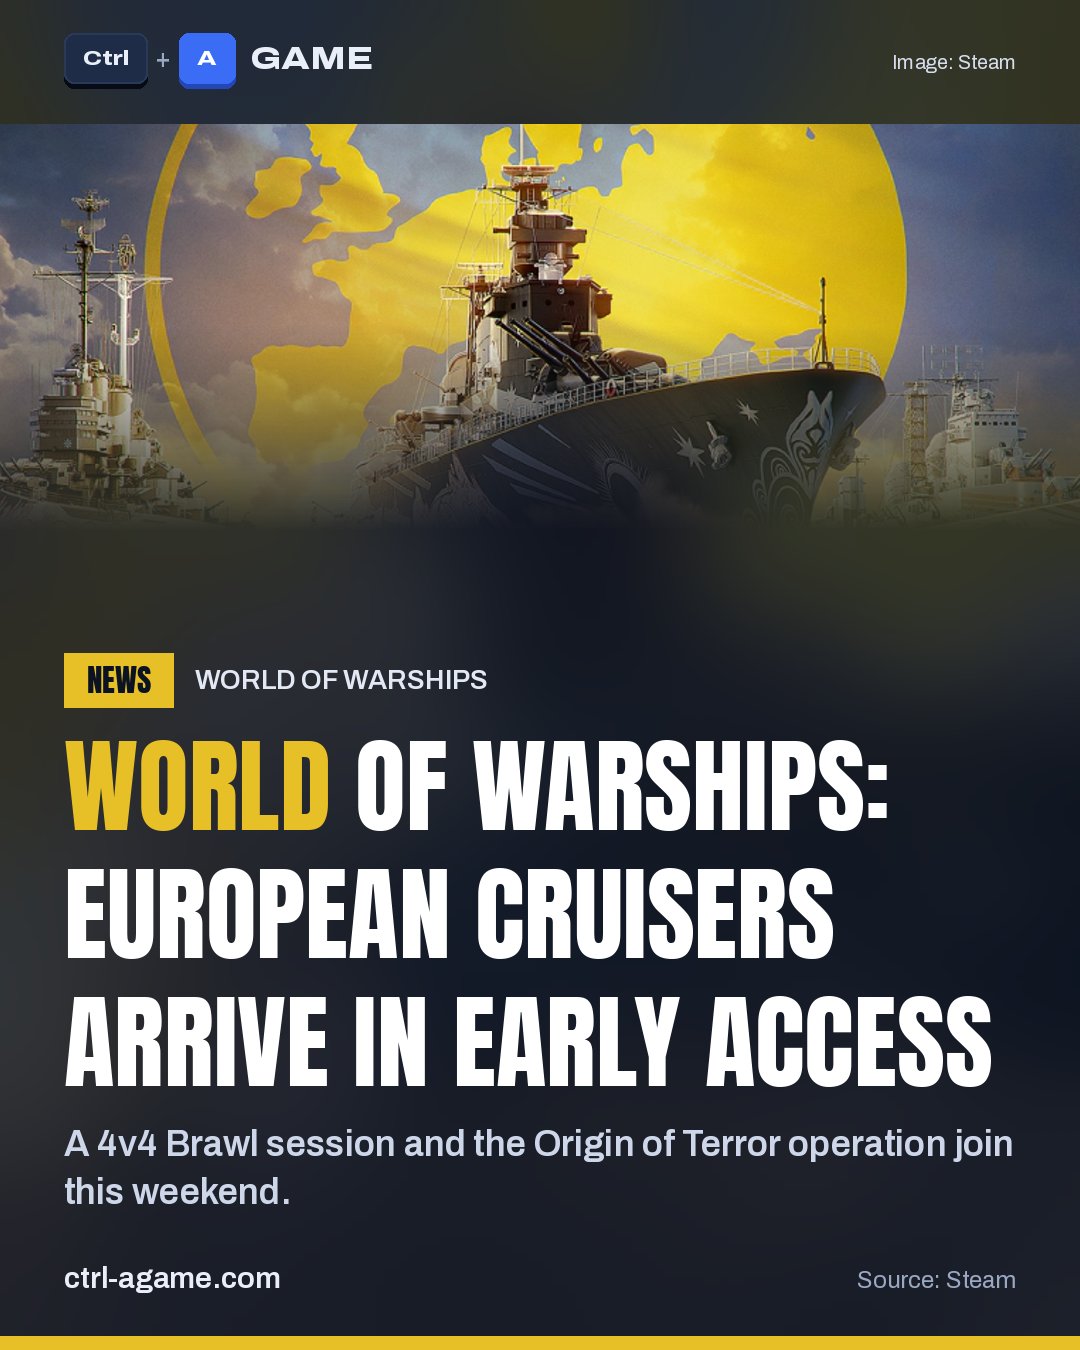 Ctrl + A GAME
Image: Steam
NEWS WORLD OF WARSHIPS
WORLD OF WARSHIPS:
EUROPEAN CRUISERS
ARRIVE IN EARLY ACCESS
A 4v4 Brawl session and the Origin of Terror operation join
this weekend.
ctrl-agame.com
Source: Steam